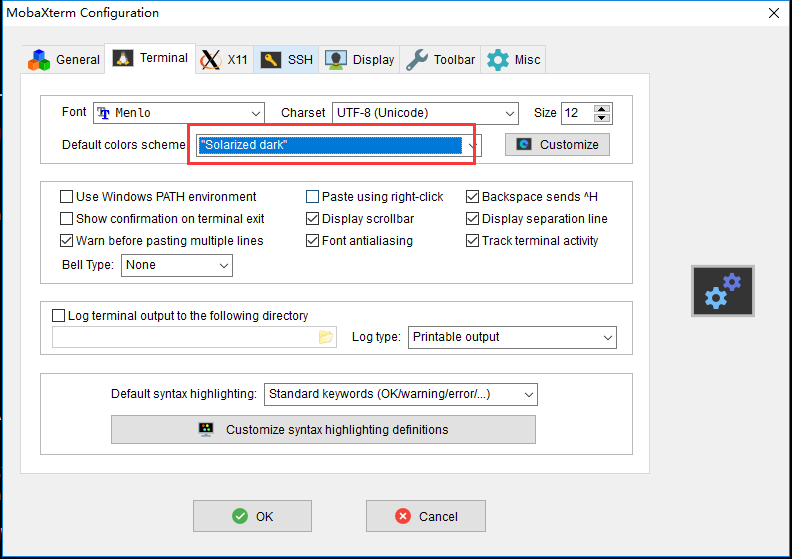 MobaXterm Configuration
General Terminal X11 SSH Display Toolbar Misc
Font Menlo Charset UTF-8 (Unicode) Size 12
Default colors scheme "Solarized dark" Customize
Use Windows PATH environment Paste using right-click Backspace sends ^H
Show confirmation on terminal exit Display scrollbar Display separation line
Warn before pasting multiple lines Font antialiasing Track terminal activity
Bell Type: None
Log terminal output to the following directory
Log type: Printable output
Default syntax highlighting: Standard keywords (OK/warning/error/...)
Customize syntax highlighting definitions
OK Cancel